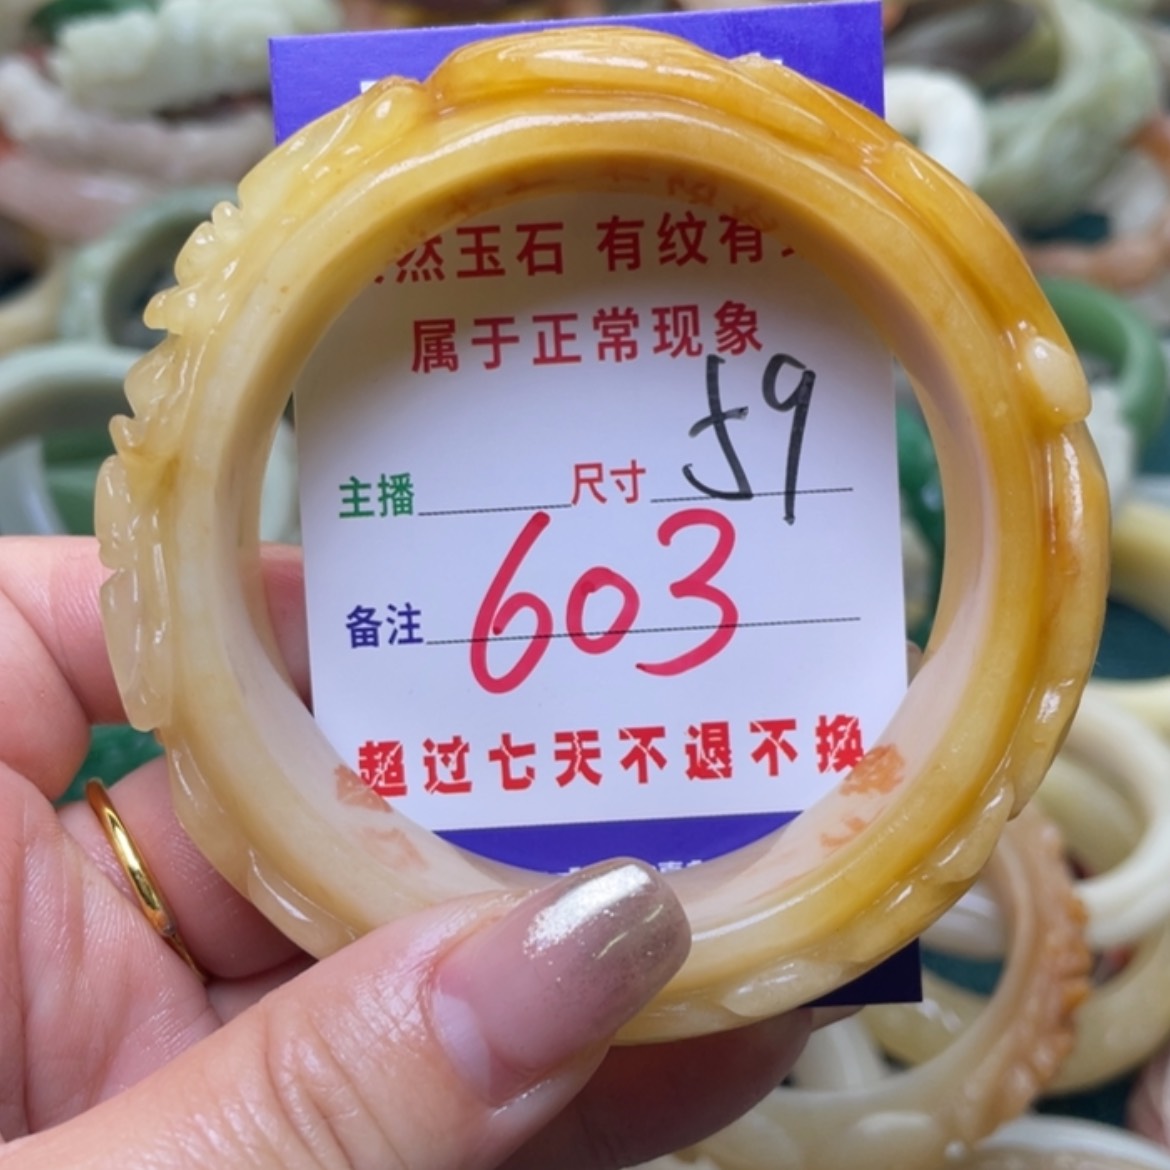 然玉石 有纹有
属于正常现象
主播 尺寸 59
备注 603
超过七天不退不换